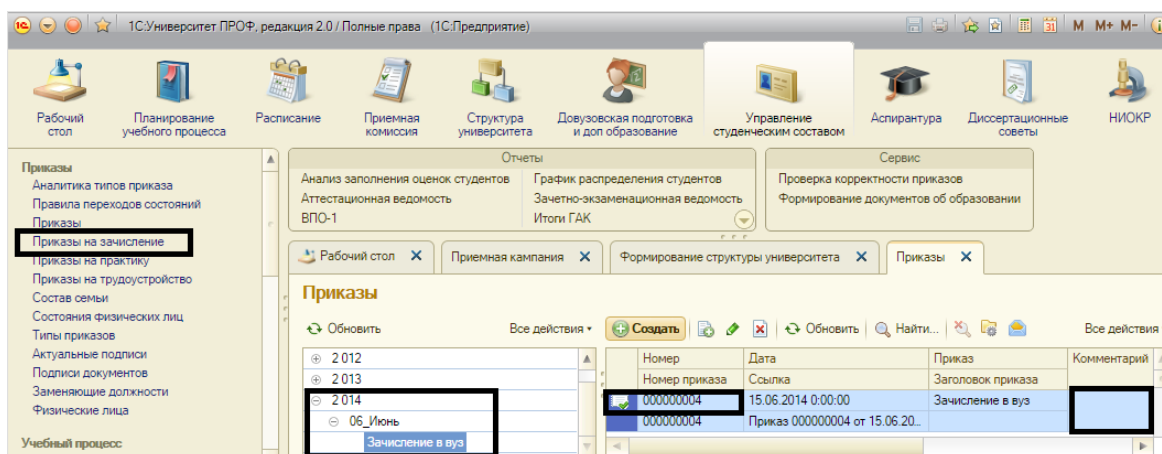 1С:Университет ПРОФ, редакция 2.0 / Полные права (1С:Предприятие)
31 M M+ M-
Рабочий стол
Планирование учебного процесса
Расписание
Приемная комиссия
Структура университета
Довузовская подготовка и доп образование
Управление студенческим составом
Аспирантура
Диссертационные советы
НИОКР
Приказы
Аналитика типов приказа
Правила переходов состояний
Приказы
Приказы на зачисление
Приказы на практику
Приказы на трудоустройство
Состав семьи
Состояния физических лиц
Типы приказов
Актуальные подписи
Подписи документов
Заменяющие должности
Физические лица
Учебный процесс
Отчеты
Анализ заполнения оценок студентов
График распределения студентов
Аттестационная ведомость
Зачетно-экзаменационная ведомость
ВПО-1
Итоги ГАК
Сервис
Проверка корректности приказов
Формирование документов об образовании
Рабочий стол
Приемная кампания
Формирование структуры университета
Приказы
Приказы
Обновить
Все действия
Создать
Обновить
Найти...
Все действия
2 012
2 013
2 014
06_Июнь
Зачисление в вуз
Номер Дата Приказ Комментарий
Номер приказа Ссылка Заголовок приказа
000000004 15.06.2014 0:00:00 Зачисление в вуз
000000004 Приказ 000000004 от 15.06.20...